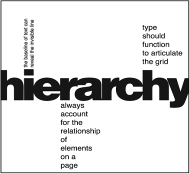 the baseline of text can
reveal the invisible line
type
should
function
to articulate
the grid
hierarchy
always
account
for the
relationship
of
elements
on a
page